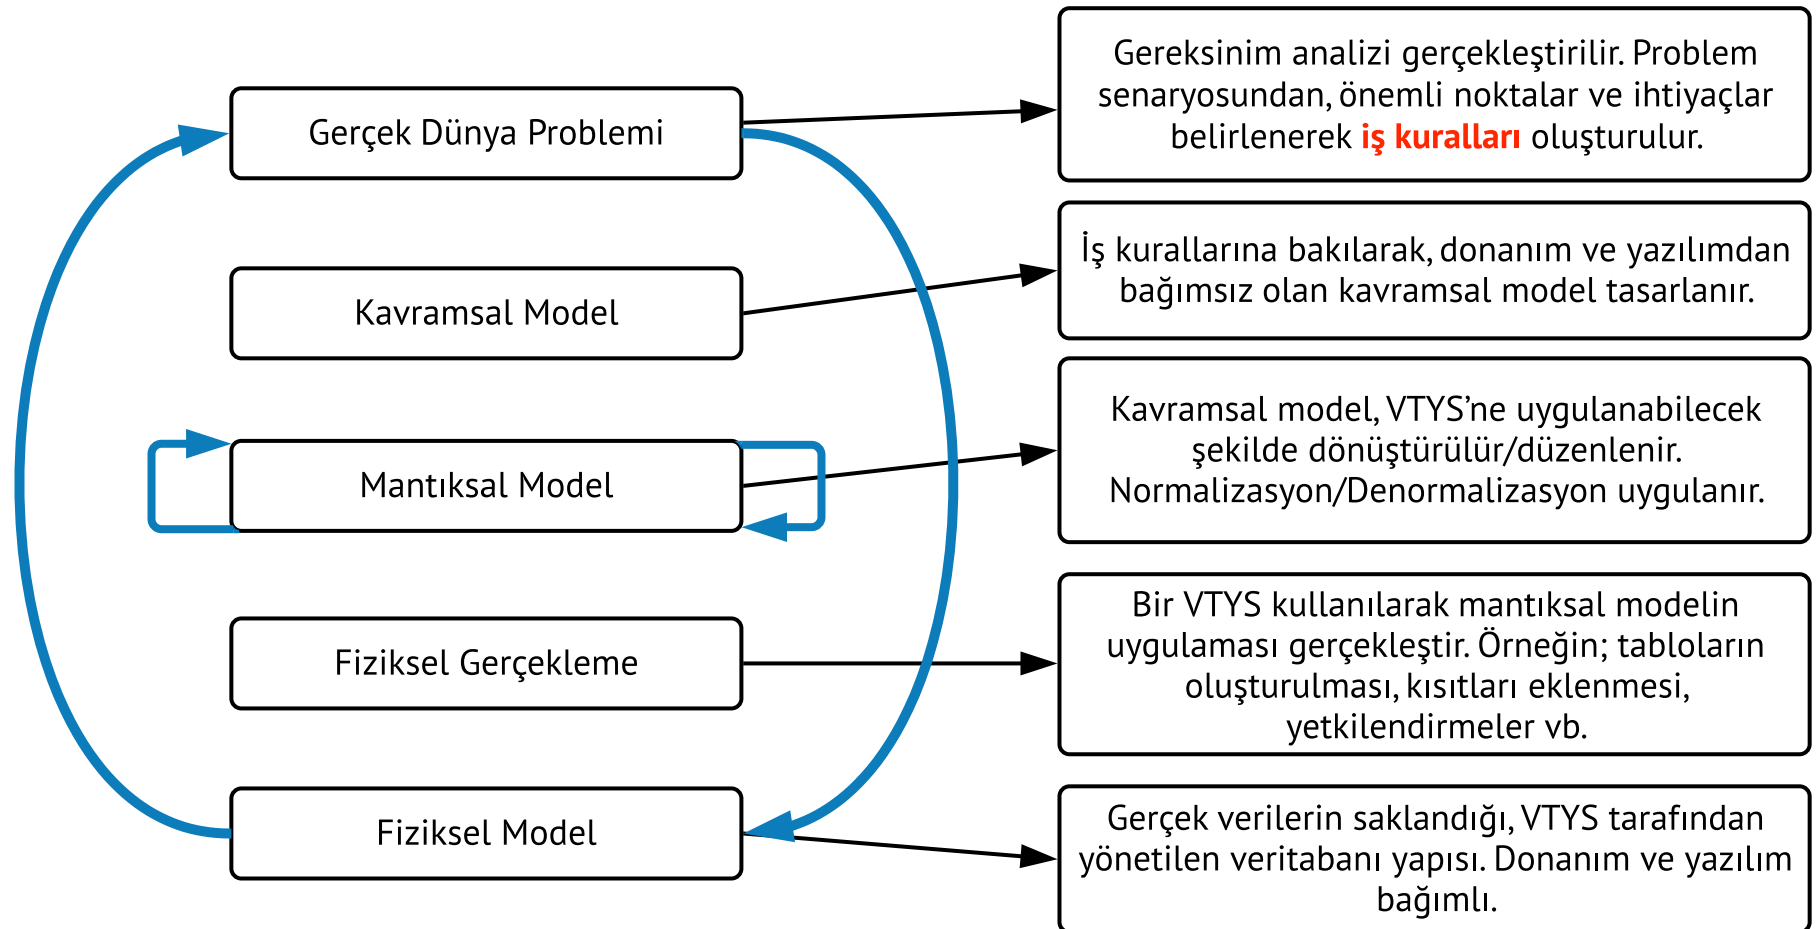 Gerçek Dünya Problemi
Gereksinim analizi gerçekleştirilir. Problem
senaryosundan, önemli noktalar ve ihtiyaçlar
belirlenerek iş kuralları oluşturulur.
Kavramsal Model
İş kurallarına bakılarak, donanım ve yazılımdan
bağımsız olan kavramsal model tasarlanır.
Mantıksal Model
Kavramsal model, VTYS’ne uygulanabilecek
şekilde dönüştürülür/düzenlenir.
Normalizasyon/Denormalizasyon uygulanır.
Fiziksel Gerçekleme
Bir VTYS kullanılarak mantıksal modelin
uygulaması gerçekleştir. Örneğin; tabloların
oluşturulması, kısıtları eklenmesi,
yetkilendirmeler vb.
Fiziksel Model
Gerçek verilerin saklandığı, VTYS tarafından
yönetilen veritabanı yapısı. Donanım ve yazılım
bağımlı.